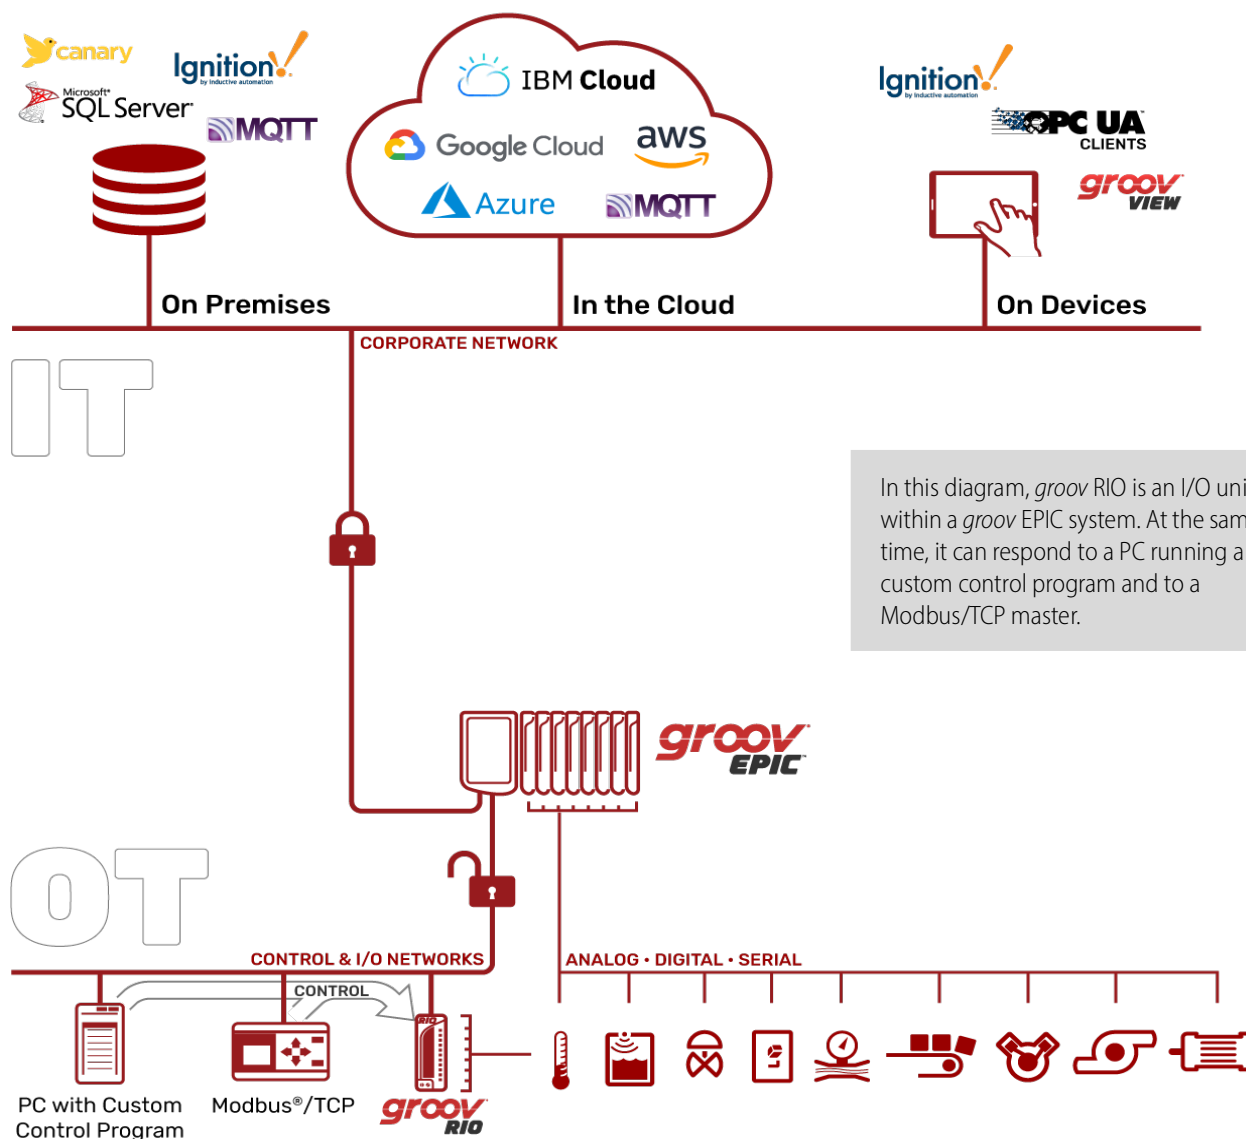 canary
Ignition!
by inductive automation
Microsoft®
SQL Server®
MQTT
IBM Cloud
Google Cloud
aws
Azure
MQTT
Ignition!
by inductive automation
OPC UA™
CLIENTS
groov®
VIEW
On Premises
In the Cloud
On Devices
CORPORATE NETWORK
IT
In this diagram, groov RIO is an I/O uni
within a groov EPIC system. At the sam
time, it can respond to a PC running a
custom control program and to a
Modbus/TCP master.
groov®
EPIC™
OT
CONTROL & I/O NETWORKS
ANALOG • DIGITAL • SERIAL
CONTROL
RIO
PC with Custom
Control Program
Modbus®/TCP
groov®
RIO